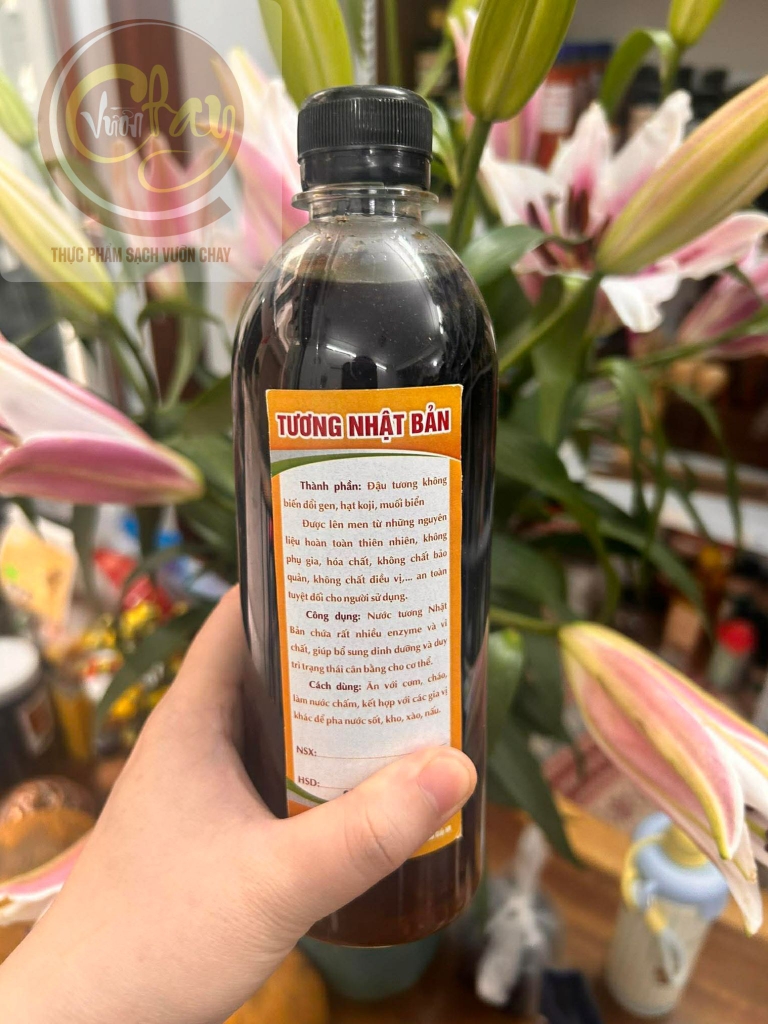 Vườn
Chay
THỰC PHẨM SẠCH VƯỜN CHAY
TƯƠNG NHẬT BẢN
Thành phần: Đậu tương không
biến đổi gen, hạt koji, muối biển
Được lên men từ những nguyên
liệu hoàn toàn thiên nhiên, không
phụ gia, hóa chất, không chất bảo
quản, không chất điều vị,... an toàn
tuyệt đối cho người sử dụng.
Công dụng: Nước tương Nhật
Bản chứa rất nhiều enzyme và vi
chất, giúp bổ sung dinh dưỡng và duy
trì trạng thái cân bằng cho cơ thể.
Cách dùng: Ăn với cơm, cháo,
làm nước chấm, kết hợp với các gia vị
khác để pha nước sốt, kho, xào, nấu.
NSX:
HSD: